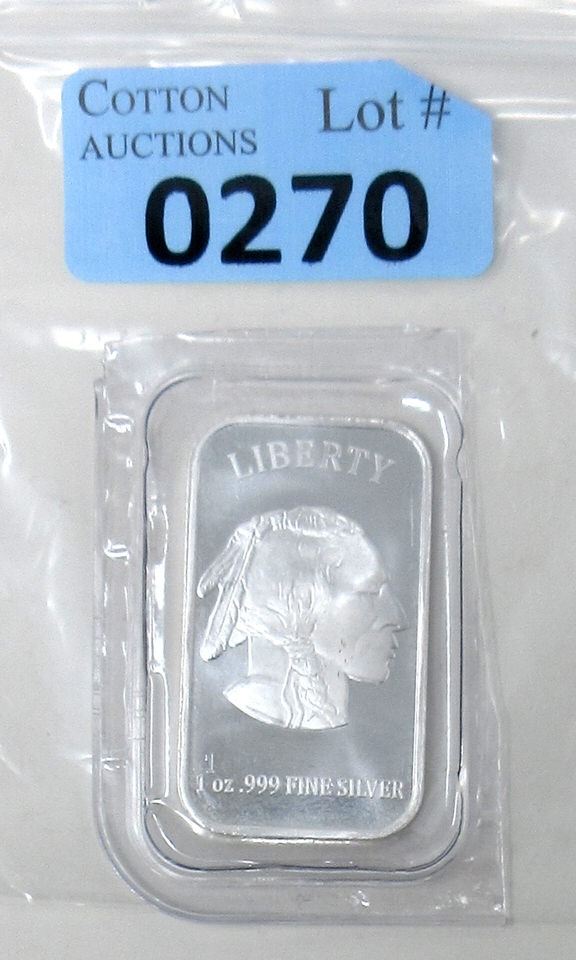 COTTON
AUCTIONS
Lot #
0270
LIBERTY
1 oz .999 FINE SILVER